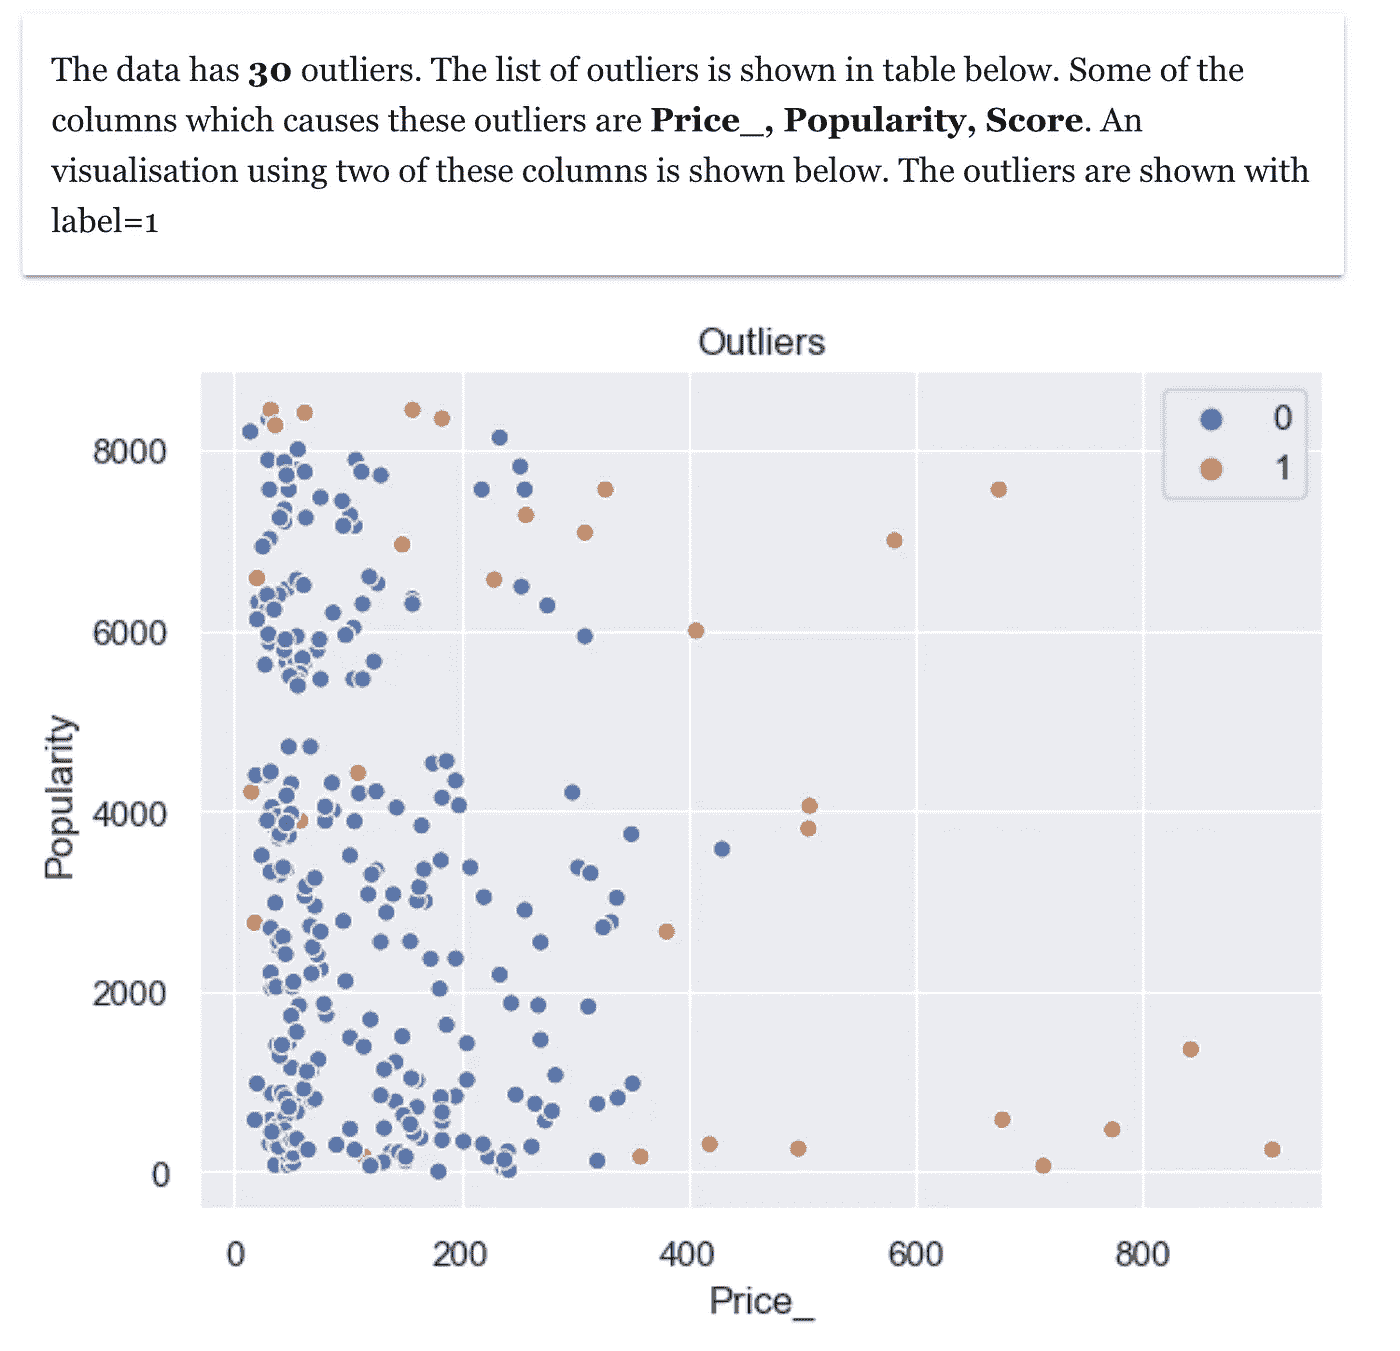 The data has 30 outliers. The list of outliers is shown in table below. Some of the
columns which causes these outliers are Price_, Popularity, Score. An
visualisation using two of these columns is shown below. The outliers are shown with
label=1
Outliers
0
1
8000
6000
4000
2000
0
Popularity
0 200 400 600 800
Price_